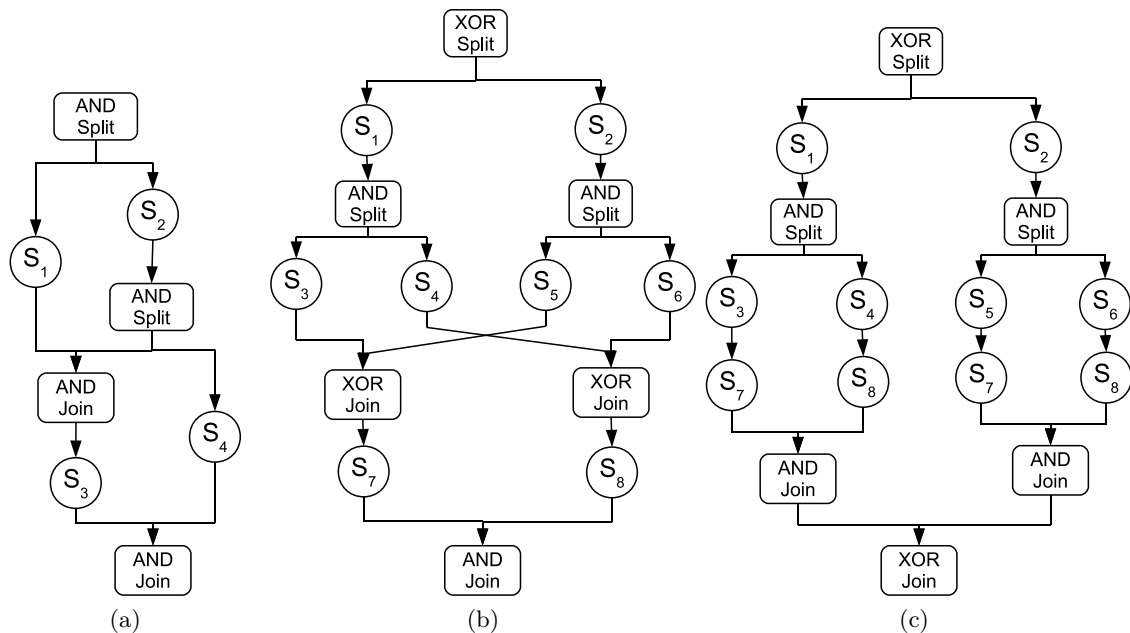 AND
Split
S1
S2
AND
Split
AND
Join
S3
S4
AND
Join
(a)
XOR
Split
S1
S2
AND
Split
AND
Split
S3
S4
S5
S6
XOR
Join
XOR
Join
S7
S8
AND
Join
(b)
XOR
Split
S1
S2
AND
Split
AND
Split
S3
S4
S5
S6
S7
S8
S7
S8
AND
Join
AND
Join
XOR
Join
(c)